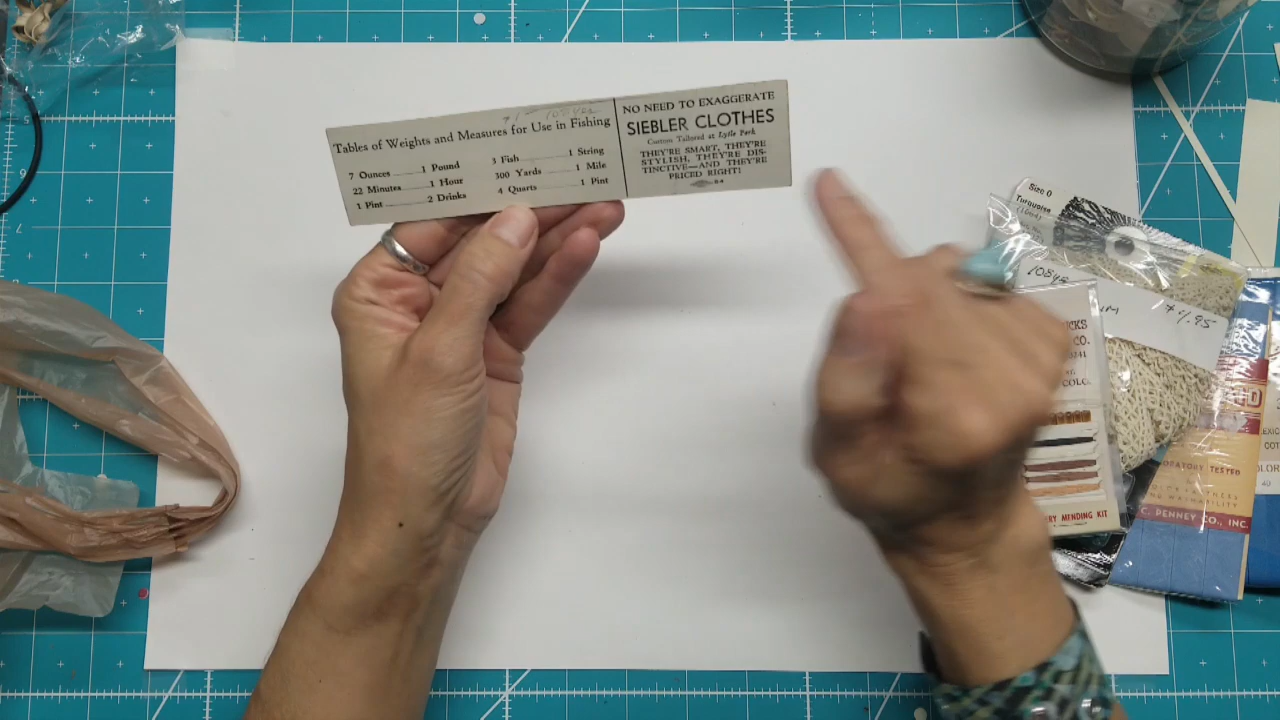 Tables of Weights and Measures for Use in Fishing
7 Ounces 1 Pound
22 Minutes 1 Hour
1 Pint 2 Drinks
3 Fish 1 String
300 Yards 1 Mile
4 Quarts 1 Pint
NO NEED TO EXAGGERATE
SIEBLER CLOTHES
Custom Tailored at Lytle Park
THEY'RE SMART, THEY'RE
STYLISH, THEY'RE DIS-
TINCTIVE—AND THEY'RE
PRICED RIGHT!
Size 0
Turquoise
CO.
COLO.
RY MENDING KIT
TESTED
C. PENNEY CO., INC.